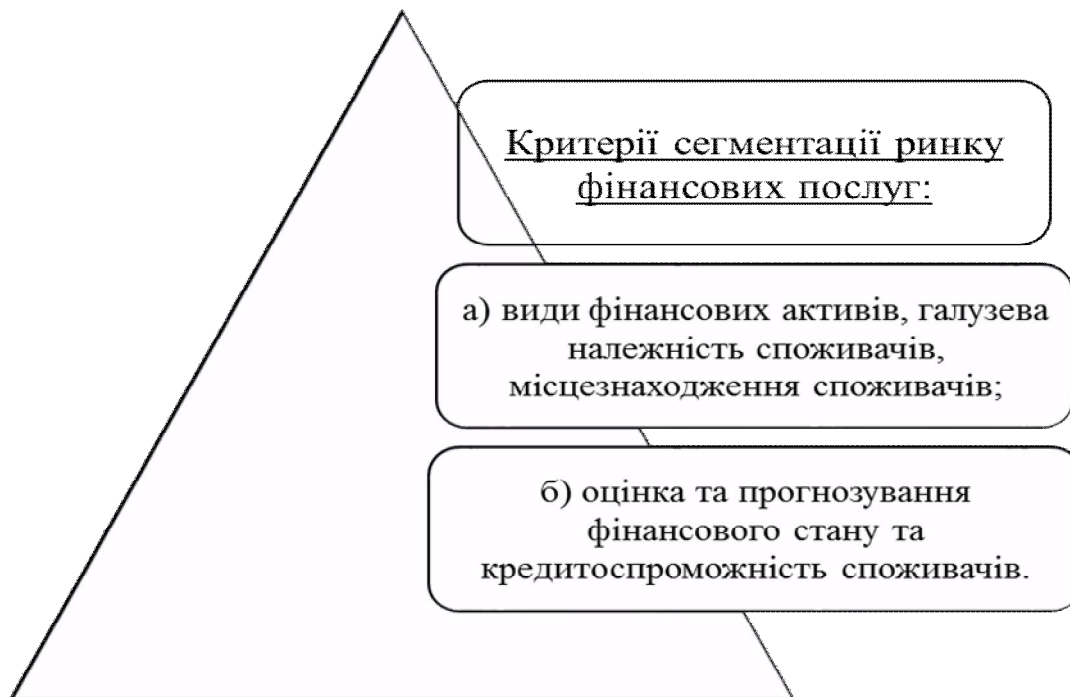 Критерії сегментації ринку
фінансових послуг:
а) види фінансових активів, галузева
належність споживачів,
місцезнаходження споживачів;
б) оцінка та прогнозування
фінансового стану та
кредитоспроможність споживачів.